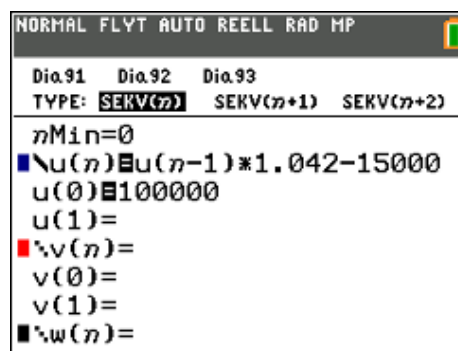 NORMAL FLYT AUTO REELL RAD MP
Dia.91 Dia.92 Dia.93
TYPE: SEKV(n) SEKV(n+1) SEKV(n+2)
nMin=0
u(n)=u(n-1)*1.042-15000
u(0)=100000
u(1)=
v(n)=
v(0)=
v(1)=
w(n)=